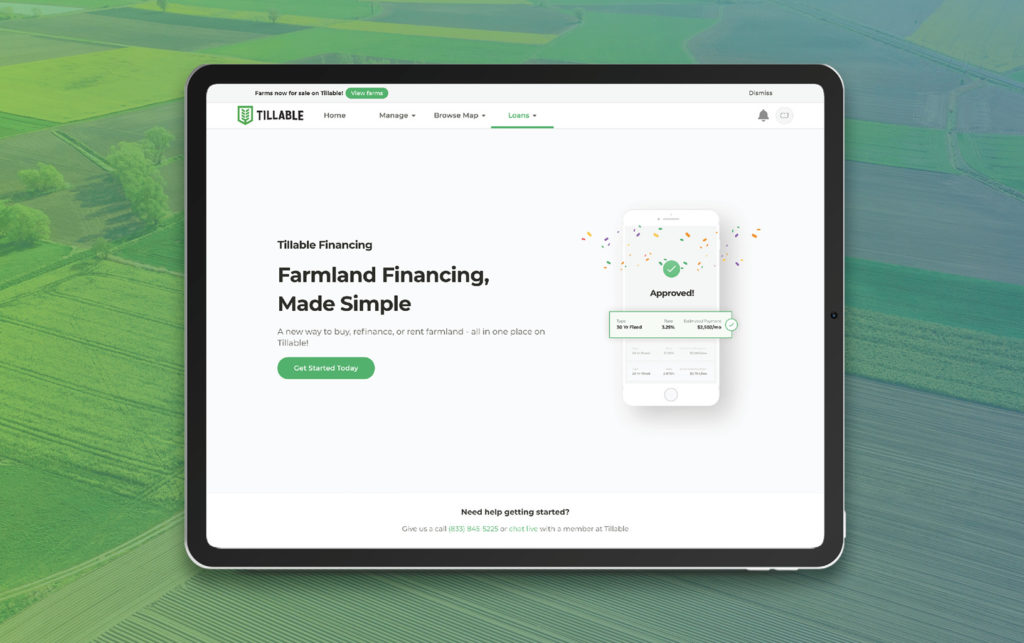 Farms now for sale on Tillable! View farms Dismiss
TILLABLE Home Manage Browse Map Loans CJ
Tillable Financing
Farmland Financing,
Made Simple
A new way to buy, refinance, or rent farmland - all in one place on
Tillable!
Get Started Today
Approved!
Type Rate Estimated Payment
30 Yr Fixed 3.25% $2,502/mo
Need help getting started?
Give us a call (833) 845-5225 or chat live with a member at Tillable